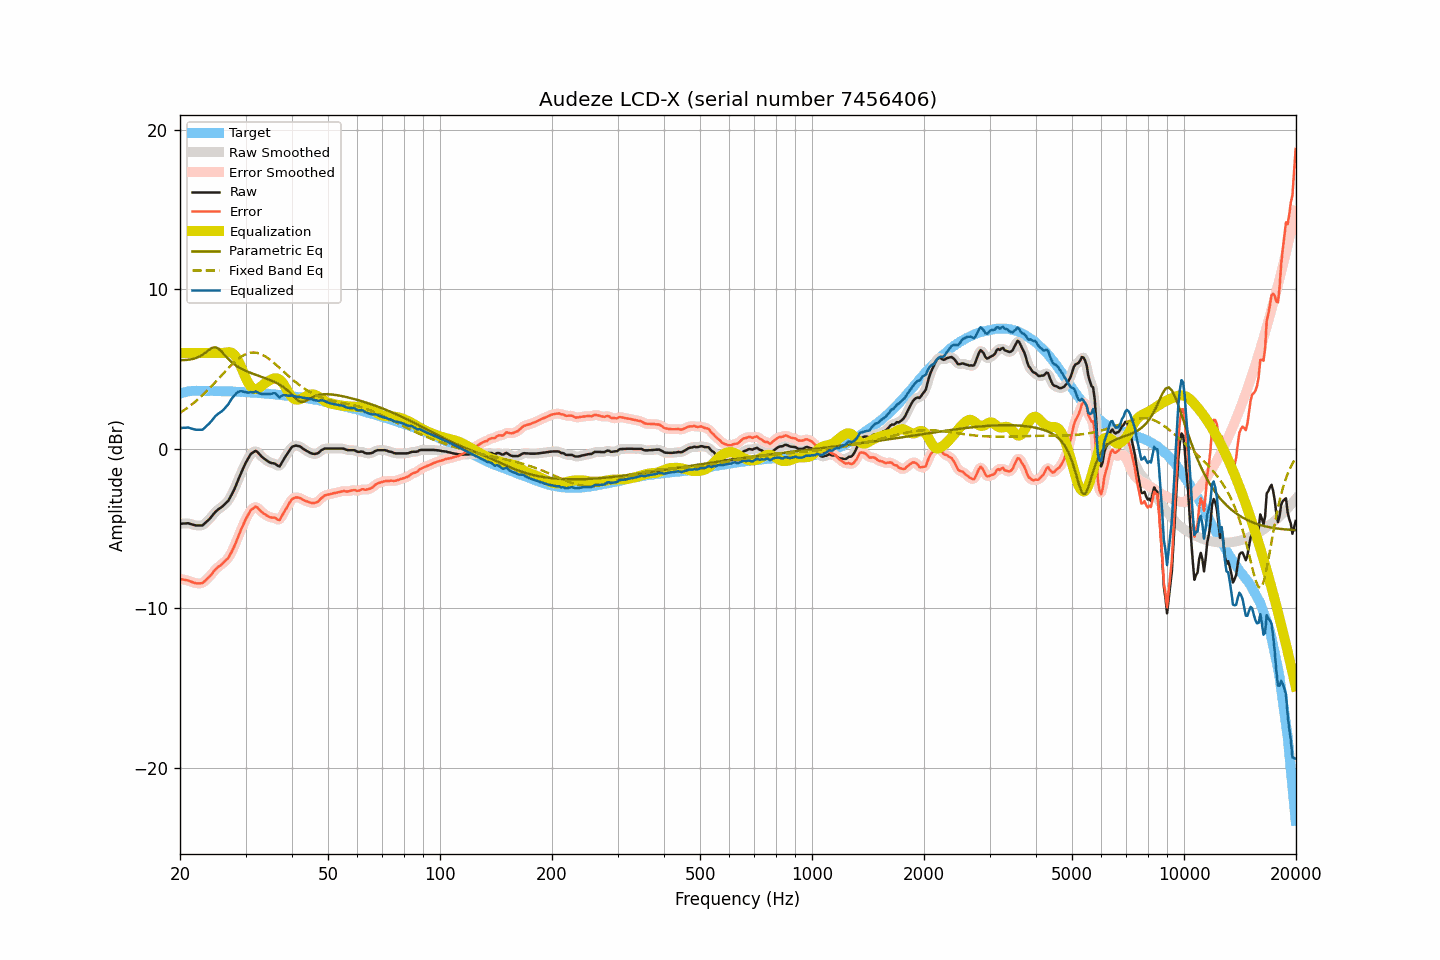 Audeze LCD-X (serial number 7456406)
Target
Raw Smoothed
Error Smoothed
Raw
Error
Equalization
Parametric Eq
Fixed Band Eq
Equalized
20
10
0
−10
−20
Amplitude (dBr)
20 50 100 200 500 1000 2000 5000 10000 20000
Frequency (Hz)